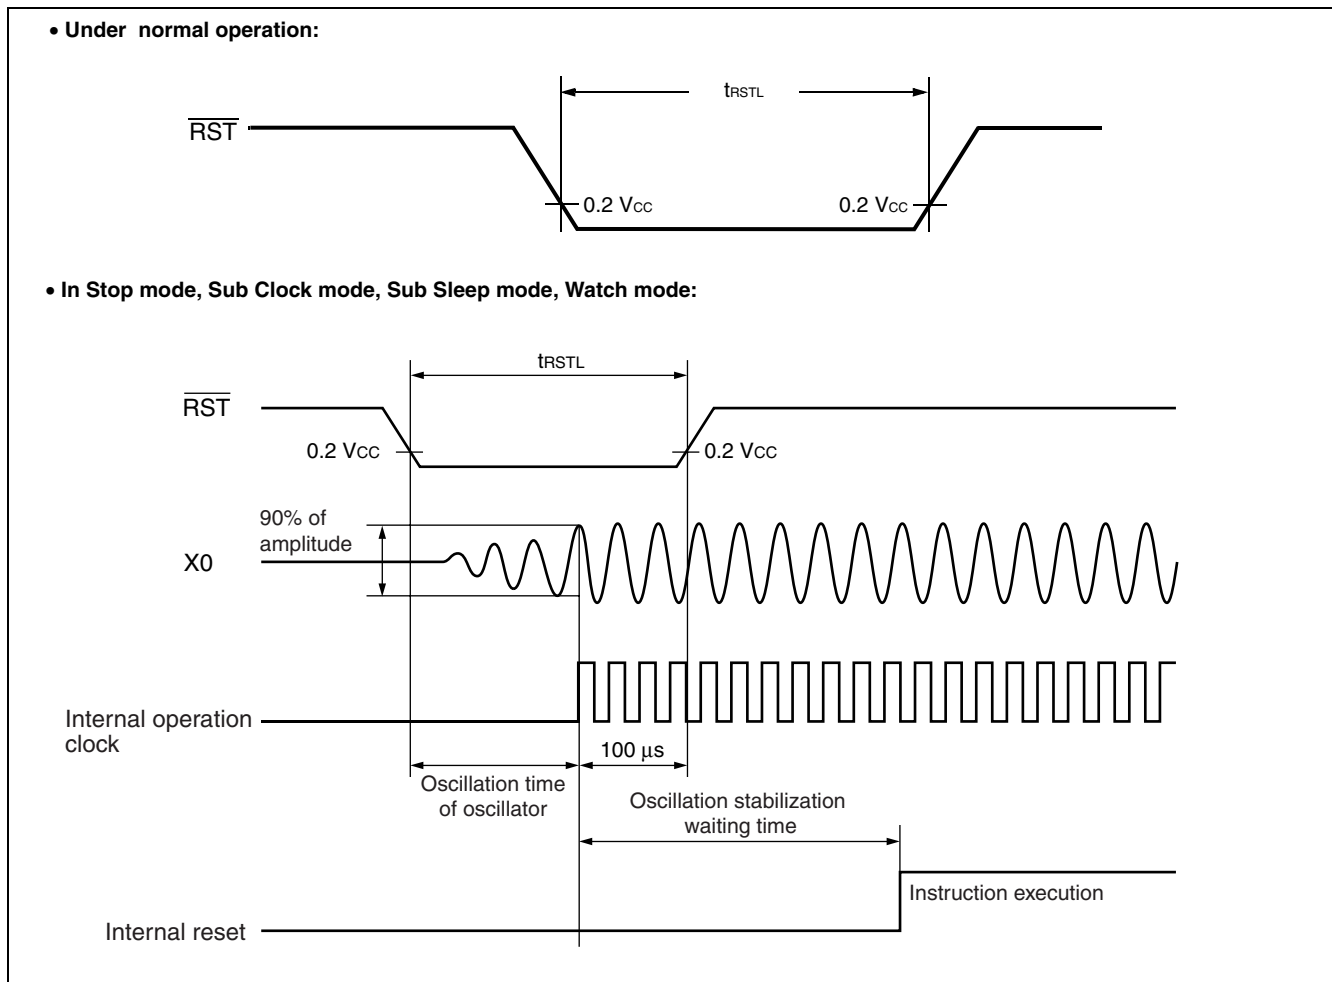 • Under normal operation:
tRSTL
RST
0.2 VCC
0.2 VCC
• In Stop mode, Sub Clock mode, Sub Sleep mode, Watch mode:
tRSTL
RST
0.2 VCC
0.2 VCC
90% of
amplitude
X0
Internal operation
clock
100 μs
Oscillation time
of oscillator
Oscillation stabilization
waiting time
Instruction execution
Internal reset